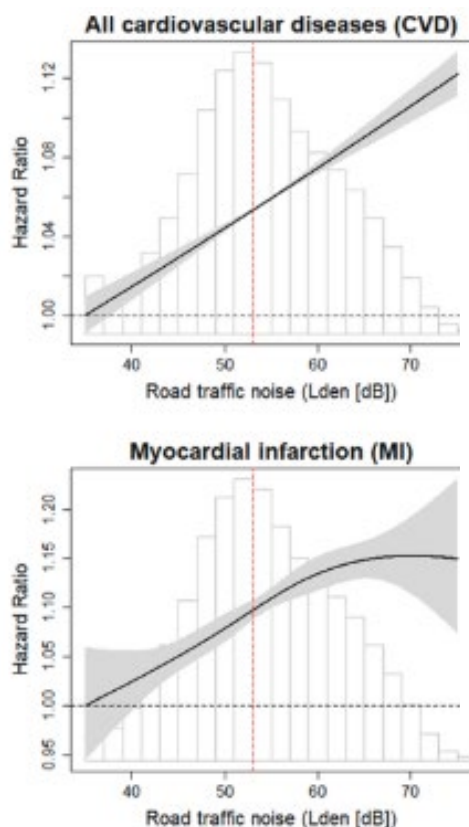 All cardiovascular diseases (CVD)
Hazard Ratio
1.12
1.08
1.04
1.00
40 50 60 70
Road traffic noise (Lden [dB])
Myocardial infarction (MI)
Hazard Ratio
1.20
1.15
1.10
1.05
1.00
0.95
40 50 60 70
Road traffic noise (Lden [dB])